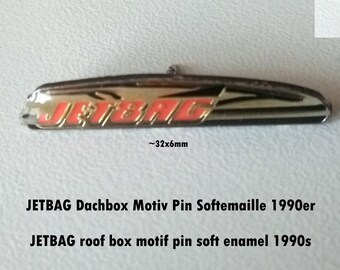 JETBAG
~32x6mm
JETBAG Dachbox Motiv Pin Softemaille 1990er
JETBAG roof box motif pin soft enamel 1990s